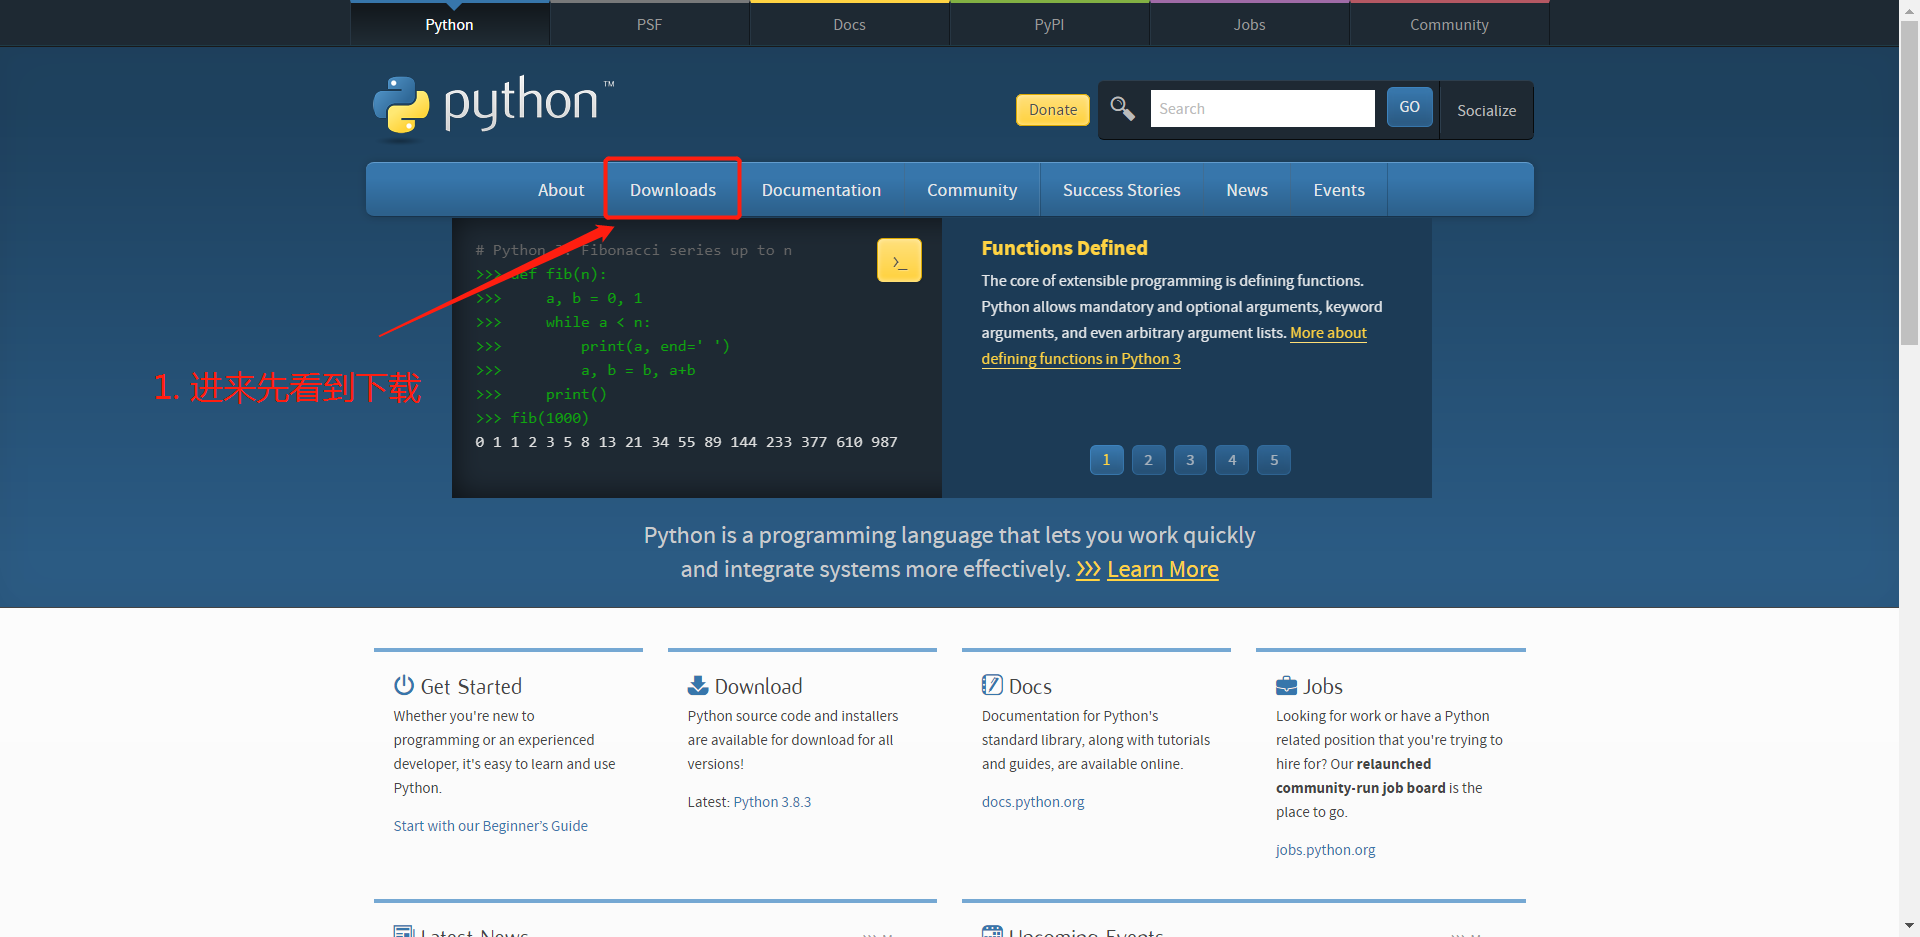 Python
PSF
Docs
PyPI
Jobs
Community
python™
Donate
Search
GO
Socialize
About
Downloads
Documentation
Community
Success Stories
News
Events
# Python 3: Fibonacci series up to n
>>> def fib(n):
>>>     a, b = 0, 1
>>>     while a < n:
>>>         print(a, end=' ')
>>>         a, b = b, a+b
>>>     print()
>>> fib(1000)
0 1 1 2 3 5 8 13 21 34 55 89 144 233 377 610 987
>_
Functions Defined
The core of extensible programming is defining functions.
Python allows mandatory and optional arguments, keyword
arguments, and even arbitrary argument lists. More about
defining functions in Python 3
1 2 3 4 5
1. 进来先看到下载
Python is a programming language that lets you work quickly
and integrate systems more effectively. >>> Learn More
Get Started
Whether you're new to
programming or an experienced
developer, it's easy to learn and use
Python.
Start with our Beginner’s Guide
Download
Python source code and installers
are available for download for all
versions!
Latest: Python 3.8.3
Docs
Documentation for Python's
standard library, along with tutorials
and guides, are available online.
docs.python.org
Jobs
Looking for work or have a Python
related position that you're trying to
hire for? Our relaunched
community-run job board is the
place to go.
jobs.python.org
Latest News
Upcoming Events